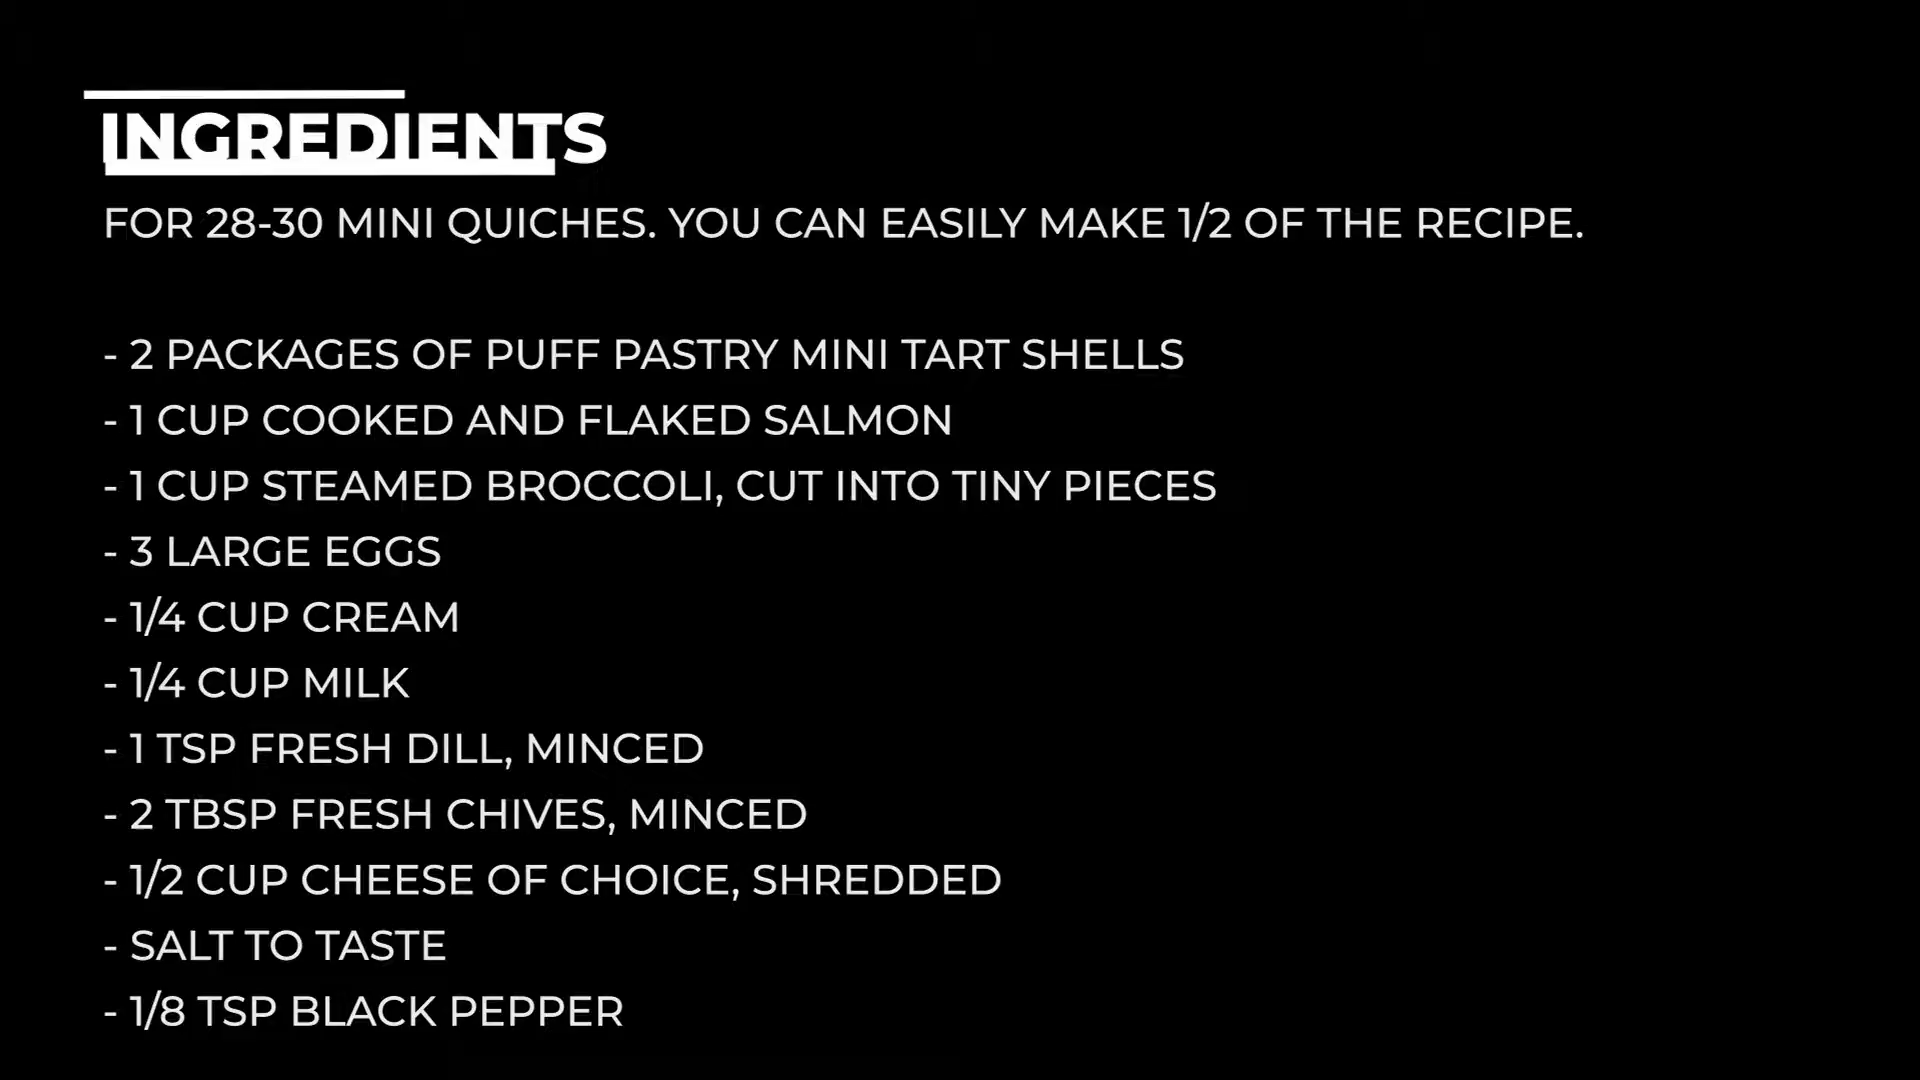 INGREDIENTS
FOR 28-30 MINI QUICHES. YOU CAN EASILY MAKE 1/2 OF THE RECIPE.
- 2 PACKAGES OF PUFF PASTRY MINI TART SHELLS
- 1 CUP COOKED AND FLAKED SALMON
- 1 CUP STEAMED BROCCOLI, CUT INTO TINY PIECES
- 3 LARGE EGGS
- 1/4 CUP CREAM
- 1/4 CUP MILK
- 1 TSP FRESH DILL, MINCED
- 2 TBSP FRESH CHIVES, MINCED
- 1/2 CUP CHEESE OF CHOICE, SHREDDED
- SALT TO TASTE
- 1/8 TSP BLACK PEPPER